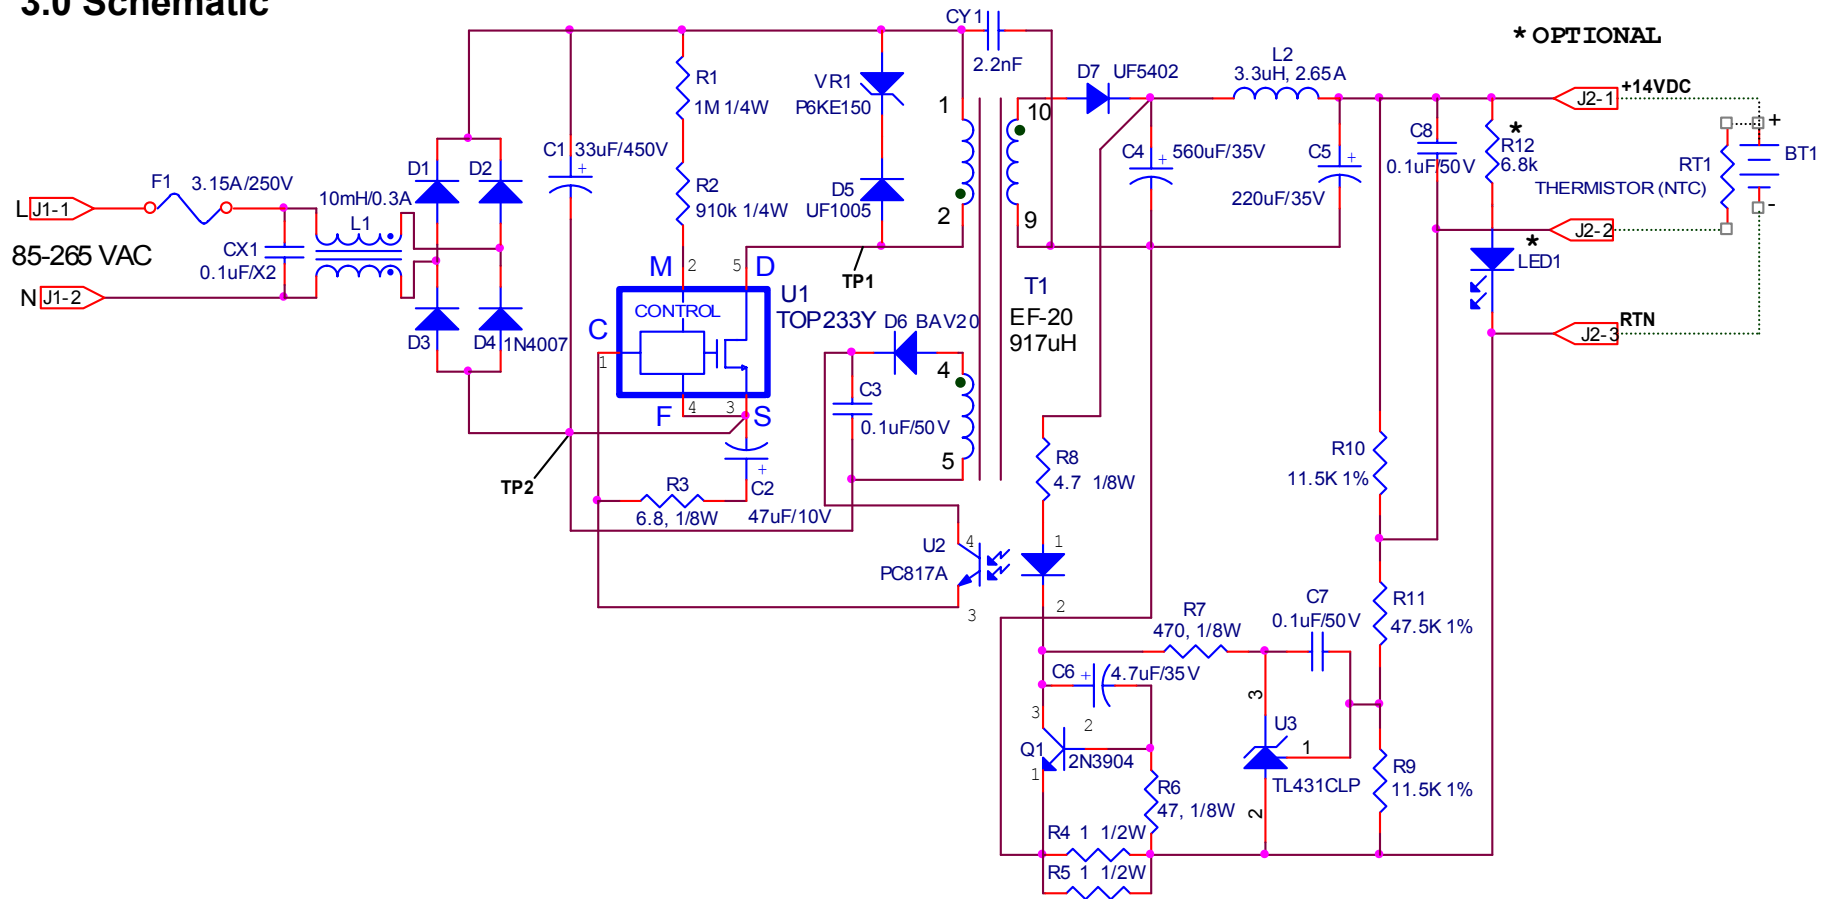 3.0 Schematic
CY1
2.2nF
* OPTIONAL
L2
3.3uH, 2.65A
D7 UF5402
+14VDC
J2-1
R1
1M 1/4W
VR1
P6KE150
1
10
C8
0.1uF/50V
*
R12
6.8k
+
RT1
BT1
THERMISTOR (NTC)
-
C1 33uF/450V
+
C4
+ 560uF/35V
C5
+
220uF/35V
D1
D2
F1
3.15A/250V
10mH/0.3A
L1
R2
910k 1/4W
D5
UF1005
2
9
L J1-1
J2-2
*
LED1
85-265 VAC
CX1
0.1uF/X2
M 2
5 D
TP1
T1
EF-20
917uH
N J1-2
U1
TOP233Y
CONTROL
C
1
D6 BAV20
RTN
J2-3
D3
D4 1N4007
4
C3
0.1uF/50V
F 4
3 S
+
C2
47uF/10V
5
R8
4.7 1/8W
R10
11.5K 1%
TP2
R3
6.8, 1/8W
U2
PC817A
4
3
1
2
R7
470, 1/8W
C7
0.1uF/50V
R11
47.5K 1%
C6 + 4.7uF/35V
3
2
Q1
2N3904
1
3
U3
1
TL431CLP
2
R9
11.5K 1%
R6
47, 1/8W
R4 1 1/2W
R5 1 1/2W